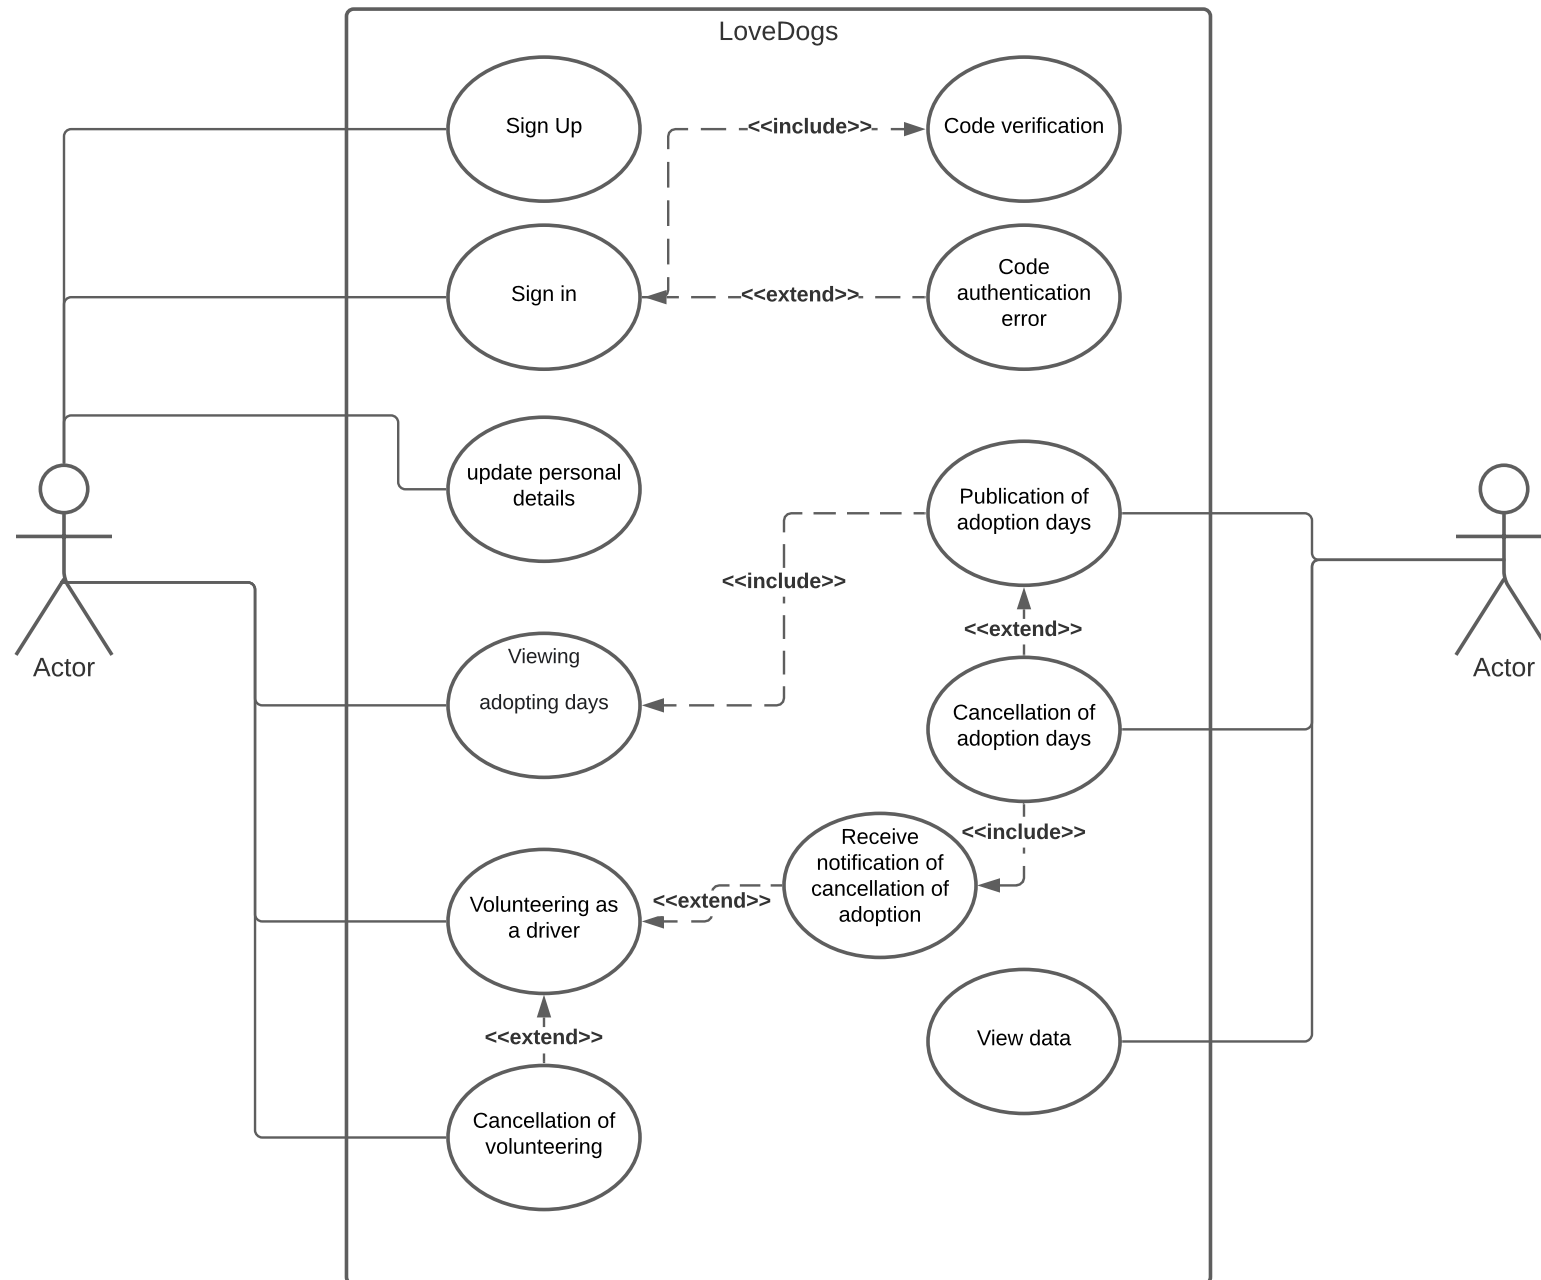 LoveDogs
Sign Up
<<include>>
Code verification
Sign in
<<extend>>
Code
authentication
error
update personal
details
Publication of
adoption days
<<include>>
<<extend>>
Actor
Actor
Viewing
adopting days
Cancellation of
adoption days
<<include>>
Receive
notification of
cancellation of
adoption
<<extend>>
Volunteering as
a driver
<<extend>>
View data
Cancellation of
volunteering